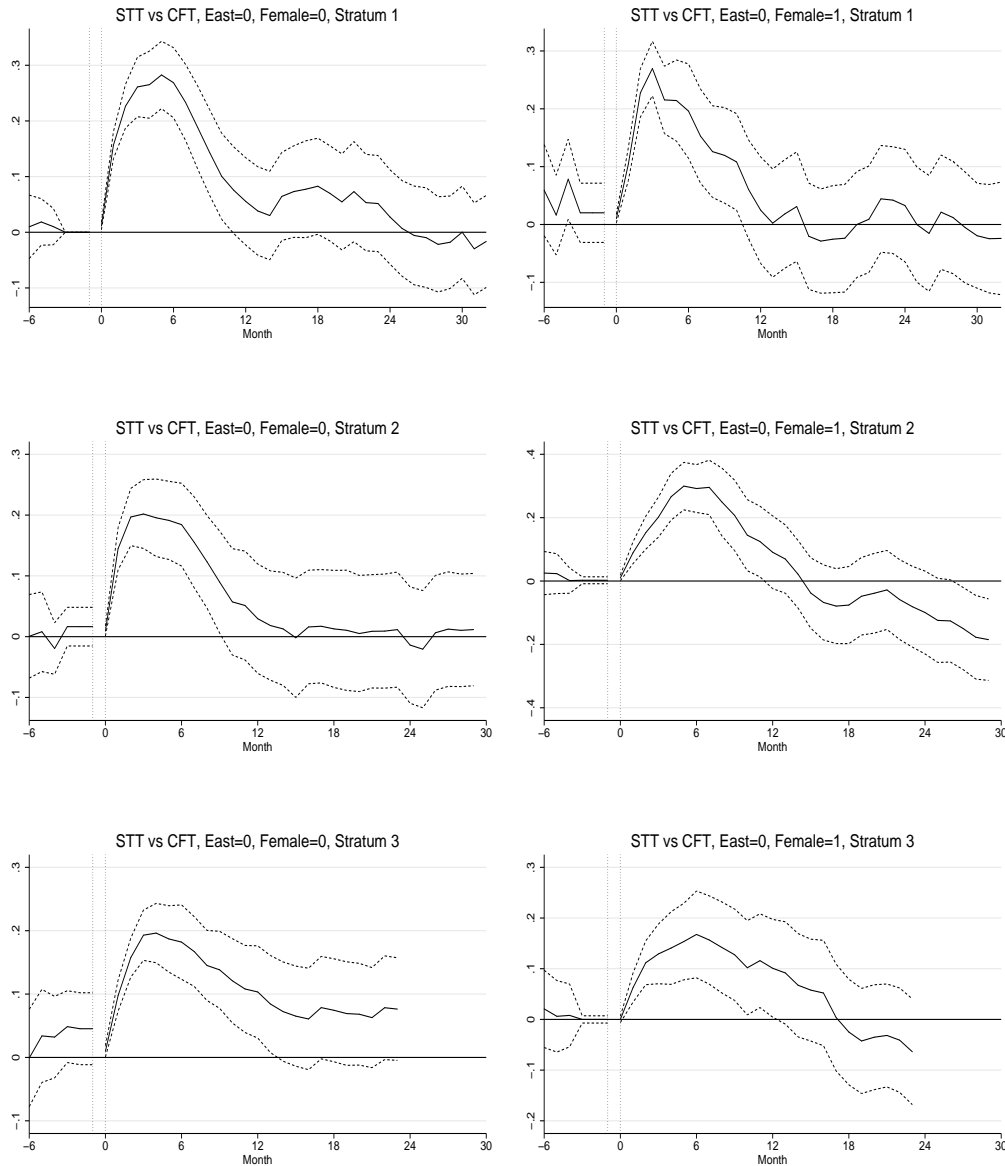 STT vs CFT, East=0, Female=0, Stratum 1
.3
.2
.1
0
−.1
−6 0 6 12 18 24 30
Month
STT vs CFT, East=0, Female=1, Stratum 1
.3
.2
.1
0
−.1
−6 0 6 12 18 24 30
Month
STT vs CFT, East=0, Female=0, Stratum 2
.3
.2
.1
0
−.1
−6 0 6 12 18 24 30
Month
STT vs CFT, East=0, Female=1, Stratum 2
.4
.2
0
−.2
−.4
−6 0 6 12 18 24 30
Month
STT vs CFT, East=0, Female=0, Stratum 3
.3
.2
.1
0
−.1
−6 0 6 12 18 24 30
Month
STT vs CFT, East=0, Female=1, Stratum 3
.3
.2
.1
0
−.1
−.2
−6 0 6 12 18 24 30
Month